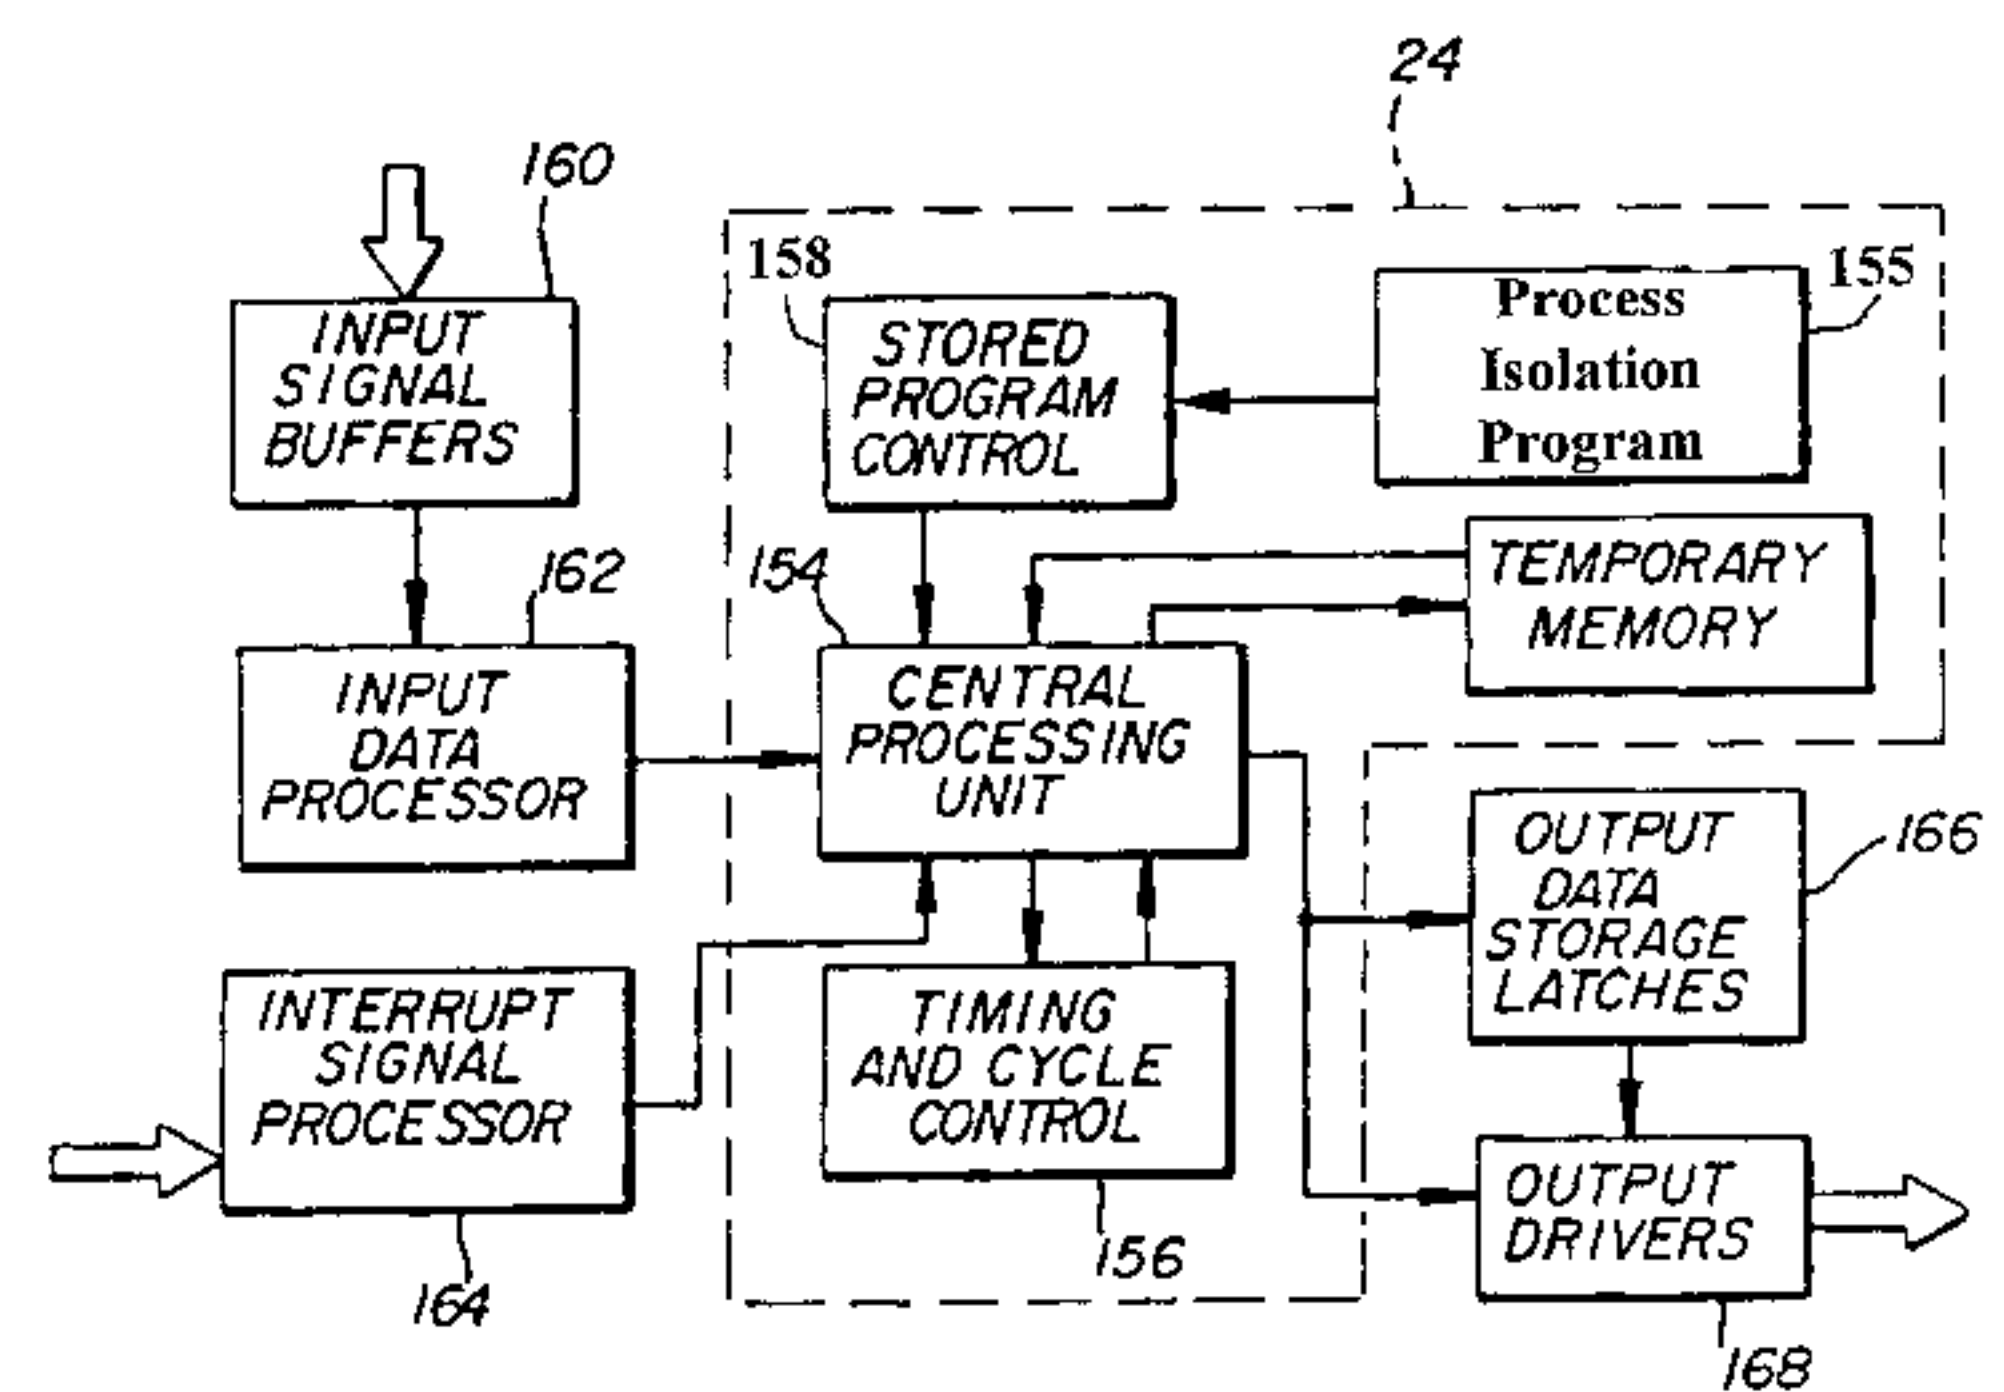 24
160
INPUT
SIGNAL
BUFFERS
158
STORED
PROGRAM
CONTROL
155
Process
Isolation
Program
162
INPUT
DATA
PROCESSOR
154
CENTRAL
PROCESSING
UNIT
TEMPORARY
MEMORY
INTERRUPT
SIGNAL
PROCESSOR
164
TIMING
AND CYCLE
CONTROL
156
OUTPUT
DATA
STORAGE
LATCHES
166
OUTPUT
DRIVERS
168